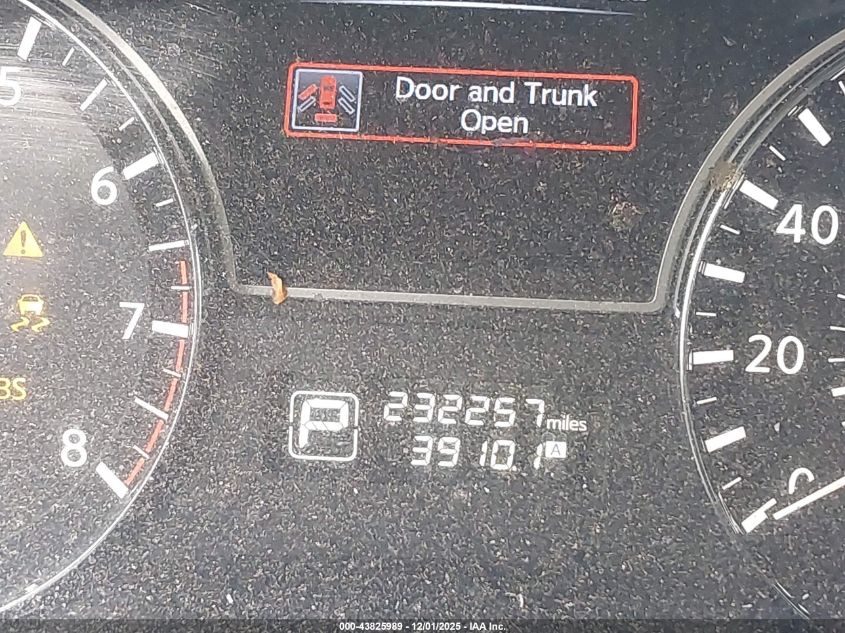 Door and Trunk
Open
5
6
7
8
40
20
0
BS
P
232257 miles
3910.1 A
000-43825989 - 12/01/2025 - IAA Inc.